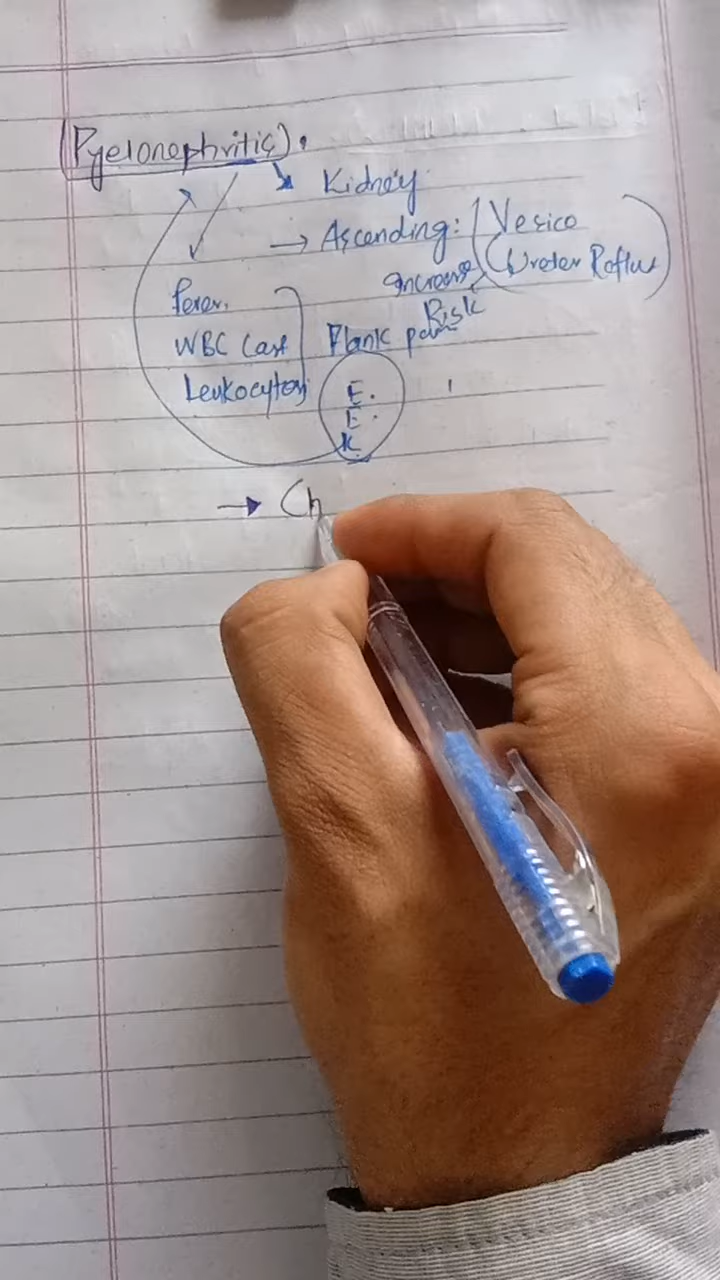 (Pyelonephritis).
Kidney
→ Ascending: (Vesico
Ureter Reflux)
Increase
Risk
Fever,
WBC Cast
Leukocytosis
Flank pain
E.
E.
K
→ Ch